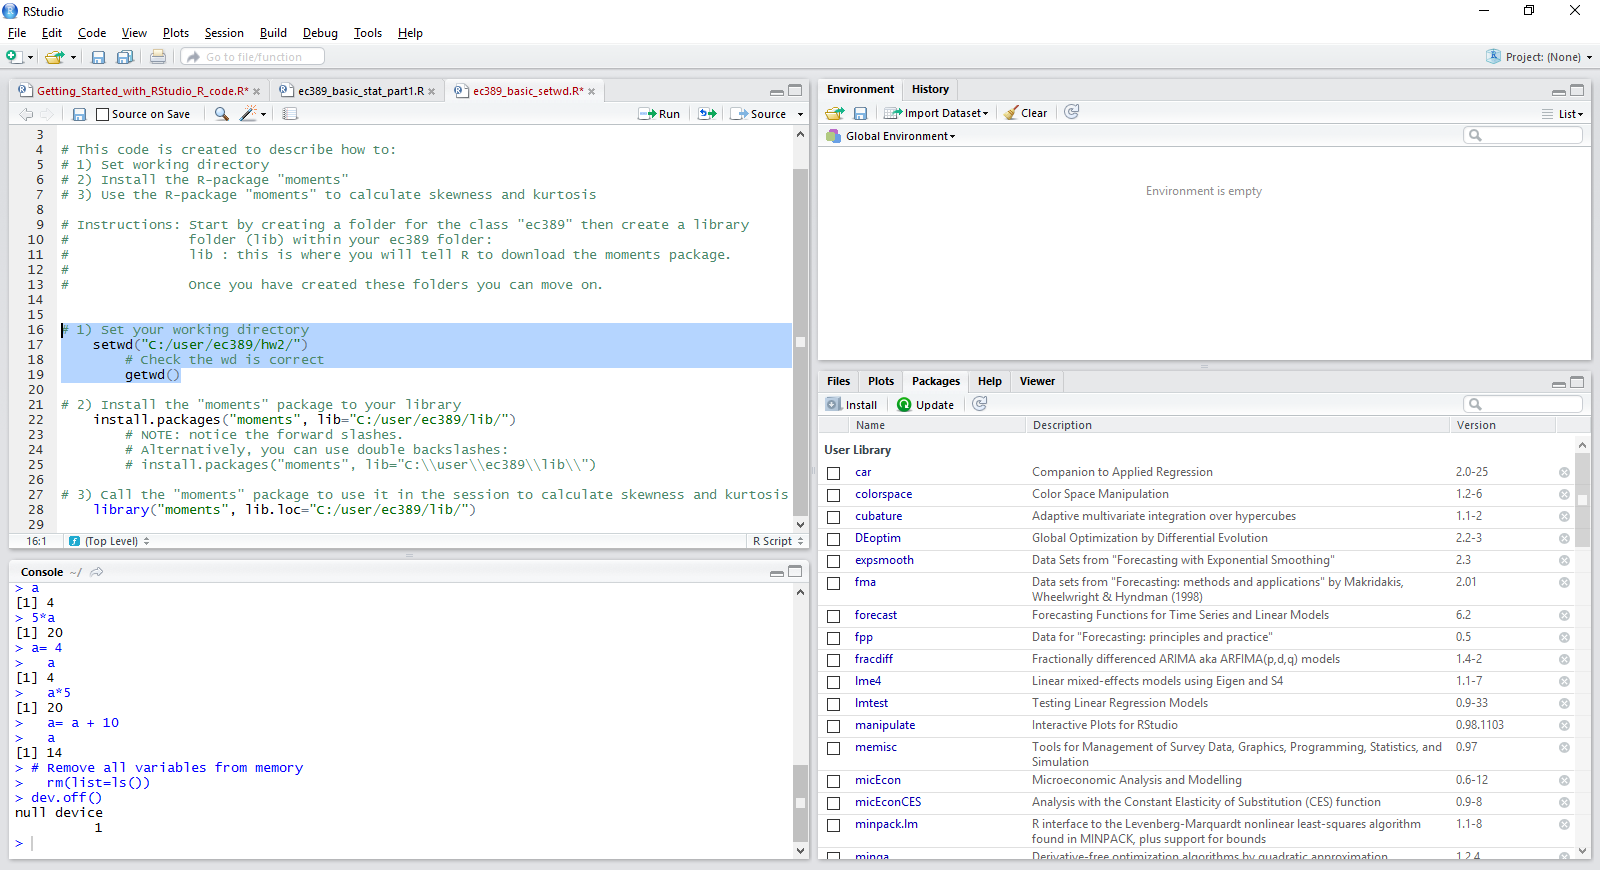 RStudio
File Edit Code View Plots Session Build Debug Tools Help
Go to file/function
Project: (None)
Getting_Started_with_RStudio_R_code.R* ec389_basic_stat_part1.R ec389_basic_setwd.R*
Source on Save Run Source
3
4 # This code is created to describe how to:
5 # 1) Set working directory
6 # 2) Install the R-package "moments"
7 # 3) Use the R-package "moments" to calculate skewness and kurtosis
8
9 # Instructions: Start by creating a folder for the class "ec389" then create a library
10 # folder (lib) within your ec389 folder:
11 # lib : this is where you will tell R to download the moments package.
12 #
13 # Once you have created these folders you can move on.
14
15
16 # 1) Set your working directory
17 setwd("C:/user/ec389/hw2/")
18 # Check the wd is correct
19 getwd()
20
21 # 2) Install the "moments" package to your library
22 install.packages("moments", lib="C:/user/ec389/lib/")
23 # NOTE: notice the forward slashes.
24 # Alternatively, you can use double backslashes:
25 # install.packages("moments", lib="C:\\user\\ec389\\lib\\")
26
27 # 3) Call the "moments" package to use it in the session to calculate skewness and kurtosis
28 library("moments", lib.loc="C:/user/ec389/lib/")
29
16:1 (Top Level) R Script
Console ~/
> a
[1] 4
> 5*a
[1] 20
> a= 4
> a
[1] 4
> a*5
[1] 20
> a= a + 10
> a
[1] 14
> # Remove all variables from memory
> rm(list=ls())
> dev.off()
null device
1
>
Environment History
Import Dataset Clear List
Global Environment
Environment is empty
Files Plots Packages Help Viewer
Install Update
Name Description Version
User Library
car Companion to Applied Regression 2.0-25
colorspace Color Space Manipulation 1.2-6
cubature Adaptive multivariate integration over hypercubes 1.1-2
DEoptim Global Optimization by Differential Evolution 2.2-3
expsmooth Data Sets from "Forecasting with Exponential Smoothing" 2.3
fma Data sets from "Forecasting: methods and applications" by Makridakis, 2.01
Wheelwright & Hyndman (1998)
forecast Forecasting Functions for Time Series and Linear Models 6.2
fpp Data for "Forecasting: principles and practice" 0.5
fracdiff Fractionally differenced ARIMA aka ARFIMA(p,d,q) models 1.4-2
lme4 Linear mixed-effects models using Eigen and S4 1.1-7
lmtest Testing Linear Regression Models 0.9-33
manipulate Interactive Plots for RStudio 0.98.1103
memisc Tools for Management of Survey Data, Graphics, Programming, Statistics, and 0.97
Simulation
micEcon Microeconomic Analysis and Modelling 0.6-12
micEconCES Analysis with the Constant Elasticity of Substitution (CES) function 0.9-8
minpack.lm R interface to the Levenberg-Marquardt nonlinear least-squares algorithm 1.1-8
found in MINPACK, plus support for bounds
minqa Derivative-free optimization algorithms by quadratic approximation 1.2.4